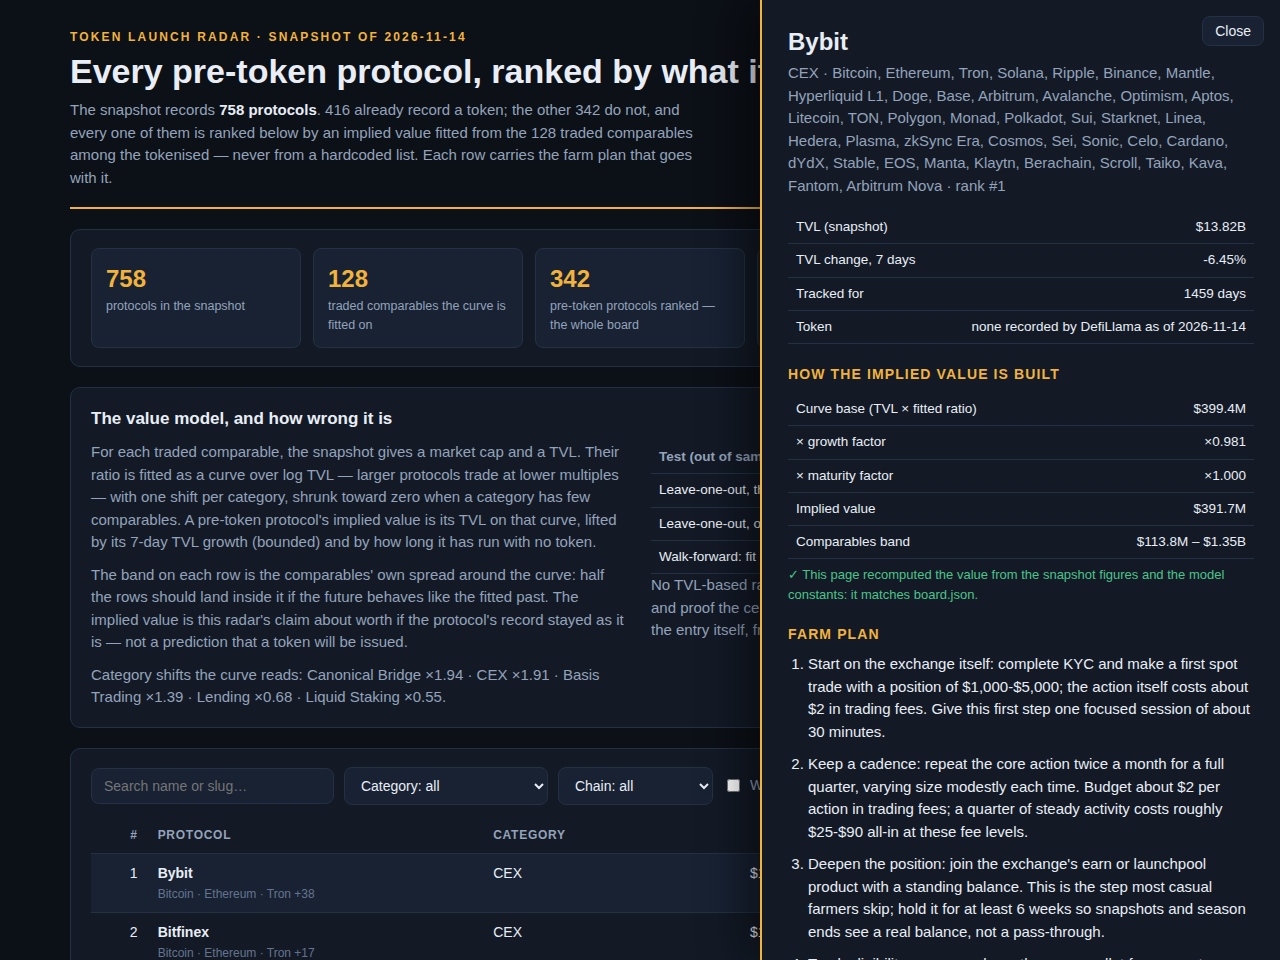 TOKEN LAUNCH RADAR · SNAPSHOT OF 2026-11-14
Every pre-token protocol, ranked by what
The snapshot records 758 protocols. 416 already record a token; the other 342 do not, and
every one of them is ranked below by an implied value fitted from the 128 traded comparables
among the tokenised — never from a hardcoded list. Each row carries the farm plan that goes
with it.
758
protocols in the snapshot
128
traded comparables the curve is
fitted on
342
pre-token protocols ranked —
the whole board
The value model, and how wrong it is
For each traded comparable, the snapshot gives a market cap and a TVL. Their
ratio is fitted as a curve over log TVL — larger protocols trade at lower multiples
— with one shift per category, shrunk toward zero when a category has few
comparables. A pre-token protocol's implied value is its TVL on that curve, lifted
by its 7-day TVL growth (bounded) and by how long it has run with no token.
The band on each row is the comparables' own spread around the curve: half
the rows should land inside it if the future behaves like the fitted past. The
implied value is this radar's claim about worth if the protocol's record stayed as it
is — not a prediction that a token will be issued.
Category shifts the curve reads: Canonical Bridge ×1.94 · CEX ×1.91 · Basis
Trading ×1.39 · Lending ×0.68 · Liquid Staking ×0.55.
Test (out of
Leave-one-out,
Leave-one-out,
Walk-forward: fit
No TVL-based
and proof the
the entry itself,
Search name or slug…
Category: all
Chain: all
# PROTOCOL CATEGORY
1 Bybit CEX
Bitcoin · Ethereum · Tron +38
2 Bitfinex CEX
Bitcoin · Ethereum · Tron +17
Close
Bybit
CEX · Bitcoin, Ethereum, Tron, Solana, Ripple, Binance, Mantle,
Hyperliquid L1, Doge, Base, Arbitrum, Avalanche, Optimism, Aptos,
Litecoin, TON, Polygon, Monad, Polkadot, Sui, Starknet, Linea,
Hedera, Plasma, zkSync Era, Cosmos, Sei, Sonic, Celo, Cardano,
dYdX, Stable, EOS, Manta, Klaytn, Berachain, Scroll, Taiko, Kava,
Fantom, Arbitrum Nova · rank #1
TVL (snapshot) $13.82B
TVL change, 7 days -6.45%
Tracked for 1459 days
Token none recorded by DefiLlama as of 2026-11-14
HOW THE IMPLIED VALUE IS BUILT
Curve base (TVL × fitted ratio) $399.4M
× growth factor ×0.981
× maturity factor ×1.000
Implied value $391.7M
Comparables band $113.8M – $1.35B
✓ This page recomputed the value from the snapshot figures and the model
constants: it matches board.json.
FARM PLAN
1. Start on the exchange itself: complete KYC and make a first spot
trade with a position of $1,000-$5,000; the action itself costs about
$2 in trading fees. Give this first step one focused session of about
30 minutes.
2. Keep a cadence: repeat the core action twice a month for a full
quarter, varying size modestly each time. Budget about $2 per
action in trading fees; a quarter of steady activity costs roughly
$25-$90 all-in at these fee levels.
3. Deepen the position: join the exchange's earn or launchpool
product with a standing balance. This is the step most casual
farmers skip; hold it for at least 6 weeks so snapshots and season
ends see a real balance, not a pass-through.